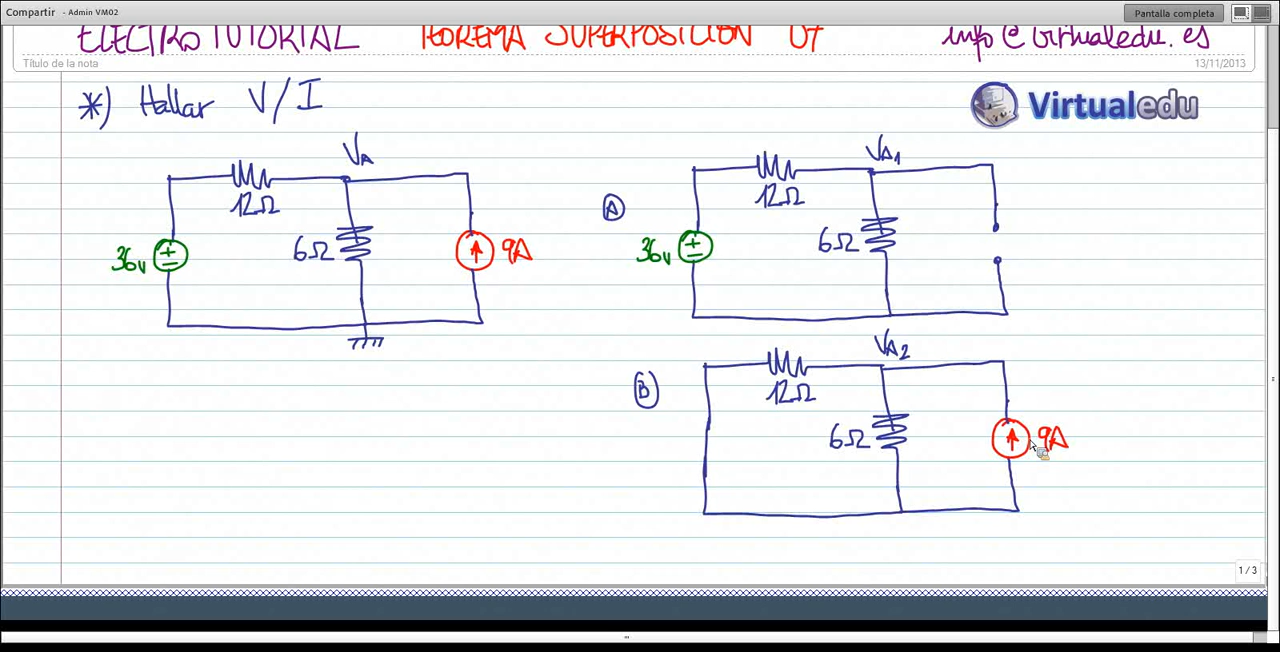 Compartir - Admin VM02
Pantalla completa
ELECTROTUTORIAL TEOREMA SUPERPOSICION 07 info@virtualedu.es
Título de la nota
13/11/2013
*) Hallar V/I
Virtualedu
VA
12Ω
36v
6Ω
9A
A
VA1
12Ω
36v
6Ω
B
VA2
12Ω
6Ω
9A
1/3